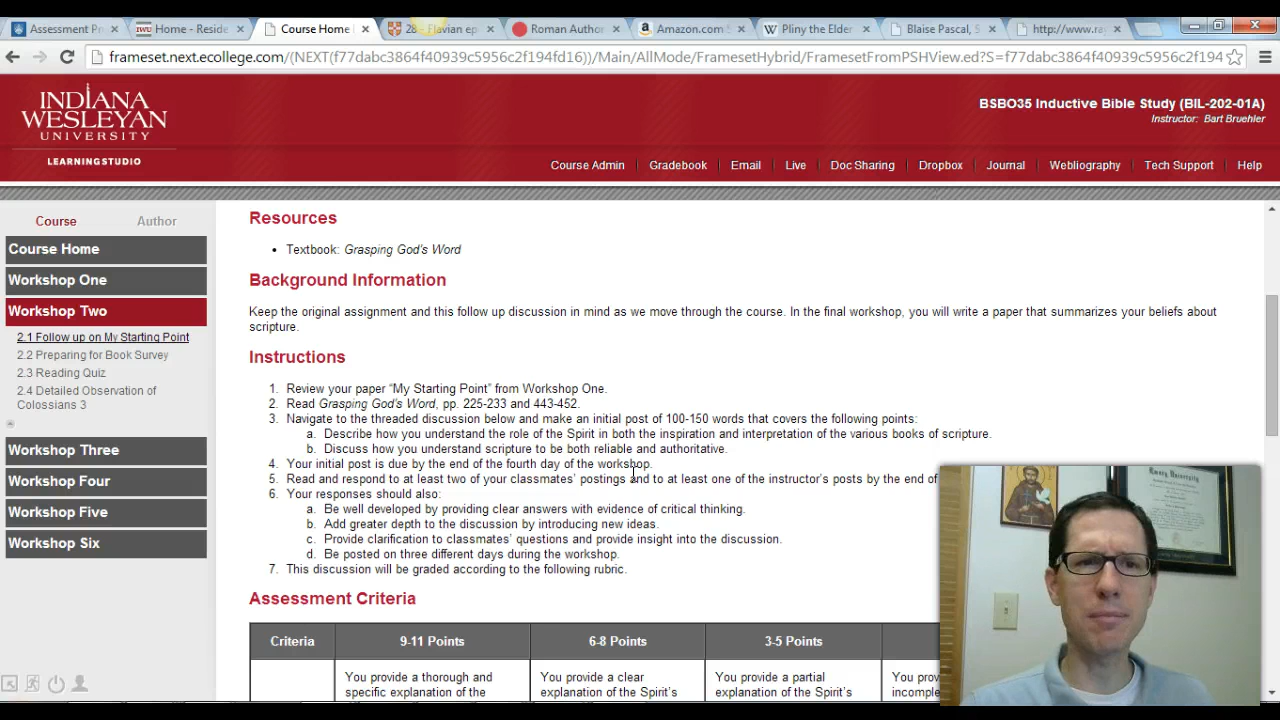 Assessment Pr
Home - Reside
Course Home
28 - Flavian ep
Roman Author
Amazon.com
Pliny the Elder
Blaise Pascal, 5
http://www.ra
frameset.next.ecollege.com/(NEXT(f77dabc3864f40939c5956c2f194fdc16))/Main/AllMode/FramesetHybrid/FramesetFromPSHView.ed?S=f77dabc3864f40939c5956c2f194
INDIANA
WESLEYAN
UNIVERSITY
LEARNINGSTUDIO
BSBO35 Inductive Bible Study (BIL-202-01A)
Instructor: Bart Bruehler
Course Admin Gradebook Email Live Doc Sharing Dropbox Journal Webliography Tech Support Help
Course Author
Course Home
Workshop One
Workshop Two
2.1 Follow up on My Starting Point
2.2 Preparing for Book Survey
2.3 Reading Quiz
2.4 Detailed Observation of
Colossians 3
Workshop Three
Workshop Four
Workshop Five
Workshop Six
Resources
• Textbook: Grasping God's Word
Background Information
Keep the original assignment and this follow up discussion in mind as we move through the course. In the final workshop, you will write a paper that summarizes your beliefs about
scripture.
Instructions
1. Review your paper “My Starting Point” from Workshop One.
2. Read Grasping God's Word, pp. 225-233 and 443-452.
3. Navigate to the threaded discussion below and make an initial post of 100-150 words that covers the following points:
a. Describe how you understand the role of the Spirit in both the inspiration and interpretation of the various books of scripture.
b. Discuss how you understand scripture to be both reliable and authoritative.
4. Your initial post is due by the end of the fourth day of the workshop.
5. Read and respond to at least two of your classmates' postings and to at least one of the instructor's posts by the end of
6. Your responses should also:
a. Be well developed by providing clear answers with evidence of critical thinking.
b. Add greater depth to the discussion by introducing new ideas.
c. Provide clarification to classmates' questions and provide insight into the discussion.
d. Be posted on three different days during the workshop.
7. This discussion will be graded according to the following rubric.
Assessment Criteria
Criteria 9-11 Points 6-8 Points 3-5 Points
You provide a thorough and
specific explanation of the
You provide a clear
explanation of the Spirit's
You provide a partial
explanation of the Spirit's
You prov
incomple